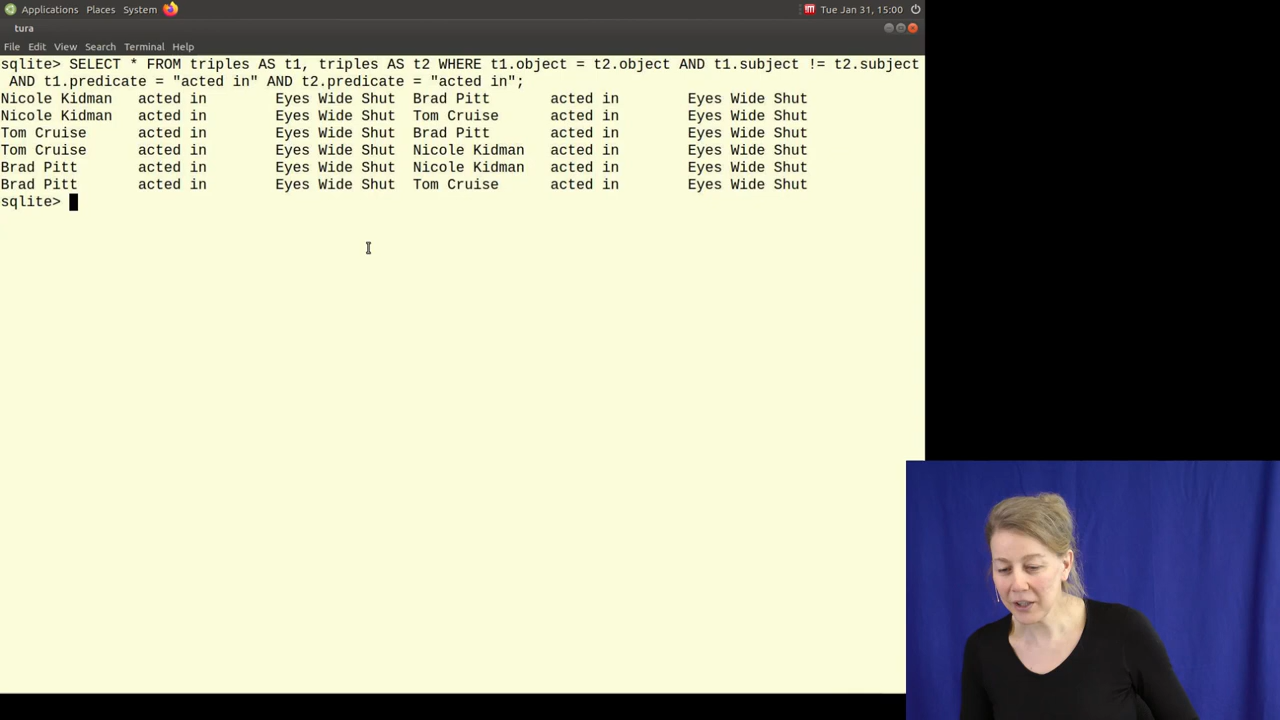 Applications Places System Tue Jan 31, 15:00
tura
File Edit View Search Terminal Help
sqlite> SELECT * FROM triples AS t1, triples AS t2 WHERE t1.object = t2.object AND t1.subject != t2.subject
AND t1.predicate = "acted in" AND t2.predicate = "acted in";
Nicole Kidman acted in Eyes Wide Shut Brad Pitt acted in Eyes Wide Shut
Nicole Kidman acted in Eyes Wide Shut Tom Cruise acted in Eyes Wide Shut
Tom Cruise acted in Eyes Wide Shut Brad Pitt acted in Eyes Wide Shut
Tom Cruise acted in Eyes Wide Shut Nicole Kidman acted in Eyes Wide Shut
Brad Pitt acted in Eyes Wide Shut Nicole Kidman acted in Eyes Wide Shut
Brad Pitt acted in Eyes Wide Shut Tom Cruise acted in Eyes Wide Shut
sqlite>